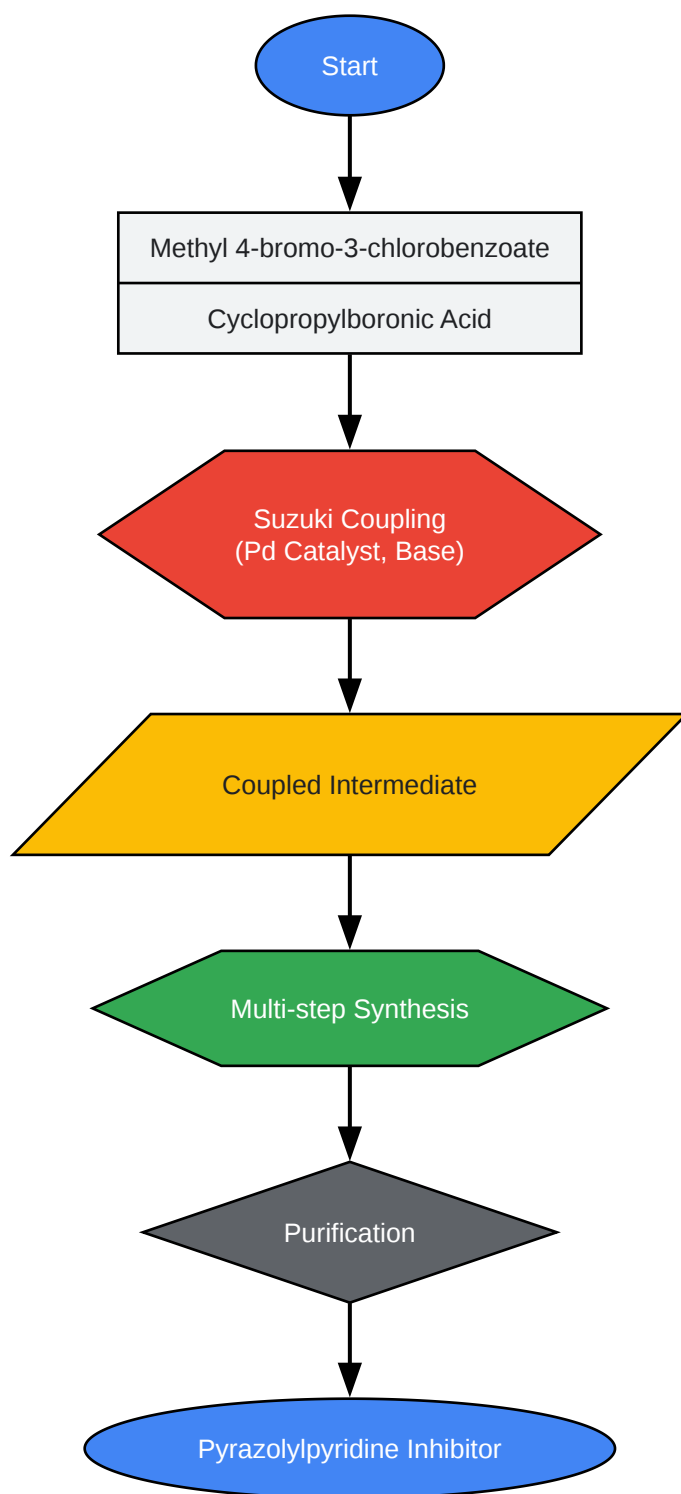 Start
Methyl 4-bromo-3-chlorobenzoate
Cyclopropylboronic Acid
Suzuki Coupling
(Pd Catalyst, Base)
Coupled Intermediate
Multi-step Synthesis
Purification
Pyrazolylpyridine Inhibitor